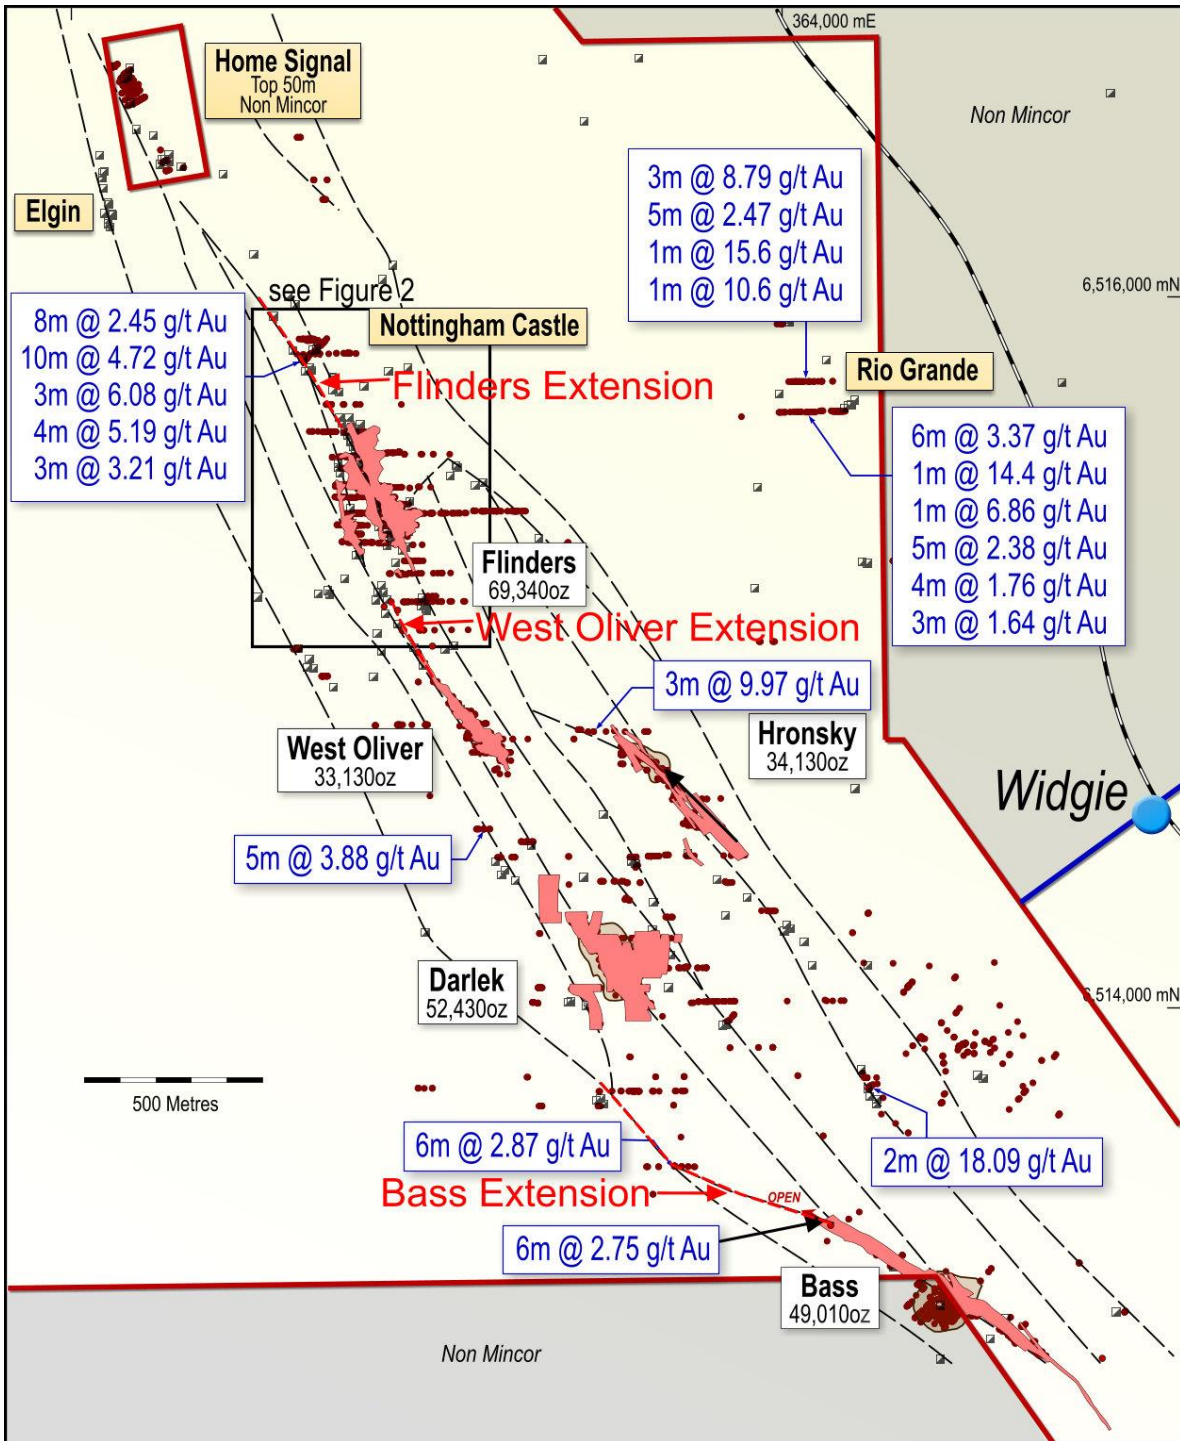 364,000 mE
Home Signal
Top 50m
Non Mincor
Non Mincor
3m @ 8.79 g/t Au
5m @ 2.47 g/t Au
1m @ 15.6 g/t Au
1m @ 10.6 g/t Au
Elgin
see Figure 2
6,516,000 mN
8m @ 2.45 g/t Au
10m @ 4.72 g/t Au
3m @ 6.08 g/t Au
4m @ 5.19 g/t Au
3m @ 3.21 g/t Au
Nottingham Castle
Flinders Extension
Rio Grande
6m @ 3.37 g/t Au
1m @ 14.4 g/t Au
1m @ 6.86 g/t Au
5m @ 2.38 g/t Au
4m @ 1.76 g/t Au
3m @ 1.64 g/t Au
Flinders
69,340oz
West Oliver Extension
3m @ 9.97 g/t Au
West Oliver
33,130oz
Hronsky
34,130oz
Widgie
5m @ 3.88 g/t Au
Darlek
52,430oz
6,514,000 mN
500 Metres
6m @ 2.87 g/t Au
2m @ 18.09 g/t Au
Bass Extension
OPEN
6m @ 2.75 g/t Au
Bass
49,010oz
Non Mincor